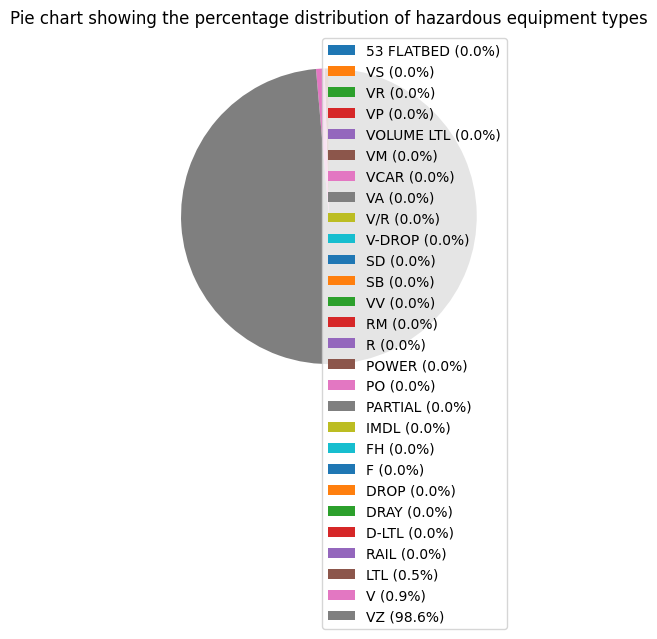 Pie chart showing the percentage distribution of hazardous equipment types
53 FLATBED (0.0%)
VS (0.0%)
VR (0.0%)
VP (0.0%)
VOLUME LTL (0.0%)
VM (0.0%)
VCAR (0.0%)
VA (0.0%)
V/R (0.0%)
V-DROP (0.0%)
SD (0.0%)
SB (0.0%)
VV (0.0%)
RM (0.0%)
R (0.0%)
POWER (0.0%)
PO (0.0%)
PARTIAL (0.0%)
IMDL (0.0%)
FH (0.0%)
F (0.0%)
DROP (0.0%)
DRAY (0.0%)
D-LTL (0.0%)
RAIL (0.0%)
LTL (0.5%)
V (0.9%)
VZ (98.6%)